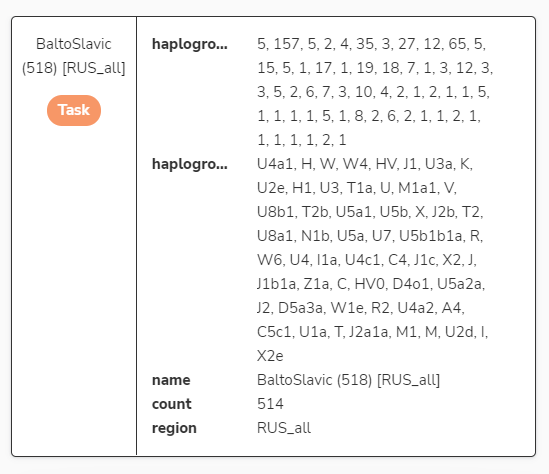 BaltoSlavic
(518) [RUS_all]
Task
haplogro...
5, 157, 5, 2, 4, 35, 3, 27, 12, 65, 5,
15, 5, 1, 17, 1, 19, 18, 7, 1, 3, 12, 3,
3, 5, 2, 6, 7, 3, 10, 4, 2, 1, 2, 1, 1, 5,
1, 1, 1, 1, 5, 1, 8, 2, 6, 2, 1, 1, 2, 1,
1, 1, 1, 1, 2, 1
haplogro...
U4a1, H, W, W4, HV, J1, U3a, K,
U2e, H1, U3, T1a, U, M1a1, V,
U8b1, T2b, U5a1, U5b, X, J2b, T2,
U8a1, N1b, U5a, U7, U5b1b1a, R,
W6, U4, I1a, U4c1, C4, J1c, X2, J,
J1b1a, Z1a, C, HV0, D4o1, U5a2a,
J2, D5a3a, W1e, R2, U4a2, A4,
C5c1, U1a, T, J2a1a, M1, M, U2d, I,
X2e
name
BaltoSlavic (518) [RUS_all]
count
514
region
RUS_all